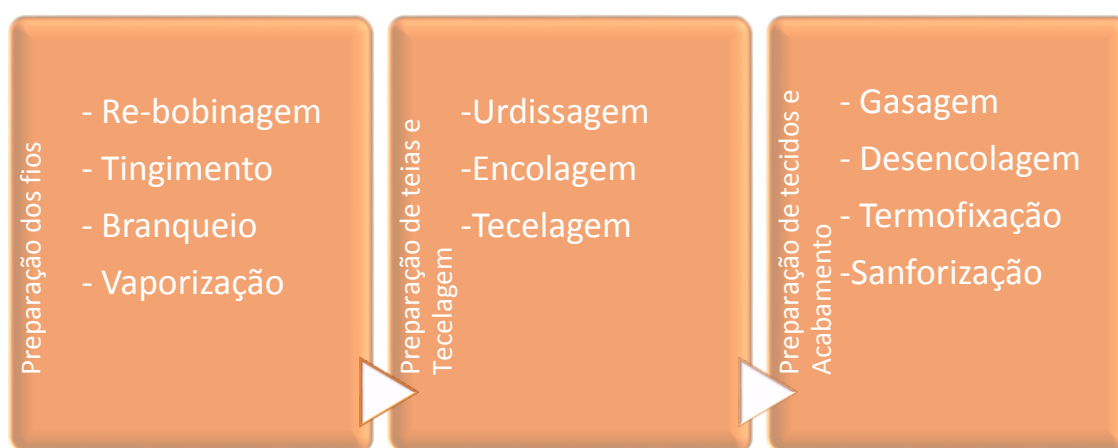 Preparação dos fios
- Re-bobinagem
- Tingimento
- Branqueio
- Vaporização
Preparação de teias e
Tecelagem
-Urdissagem
-Encolagem
-Tecelagem
Preparação de tecidos e
Acabamento
- Gasagem
- Desencolagem
- Termofixação
-Sanforização